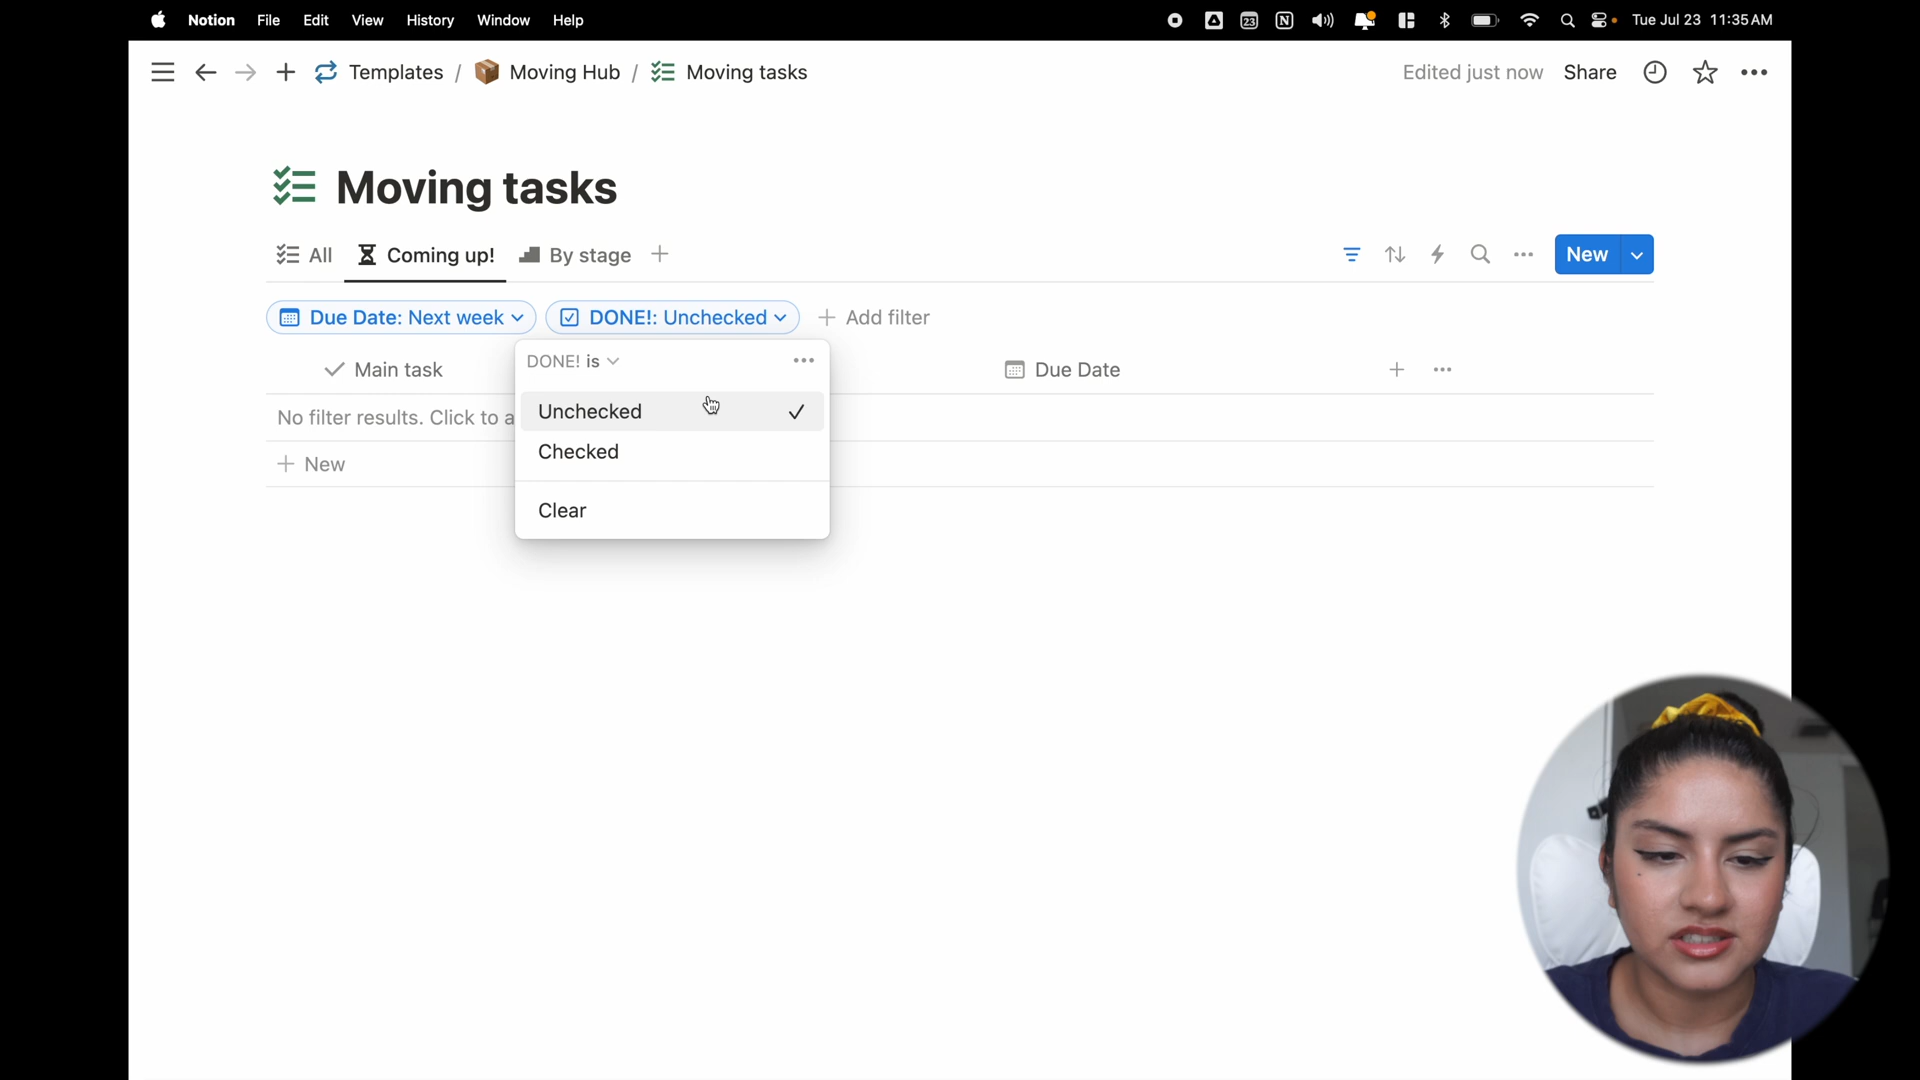 Notion File Edit View History Window Help 23 N Tue Jul 23 11:35 AM
Templates / Moving Hub / Moving tasks Edited just now Share
Moving tasks
All Coming up! By stage New
Due Date: Next week DONE!: Unchecked Add filter
Main task Due Date
DONE! is
No filter results. Click to a
Unchecked
Checked
New
Clear